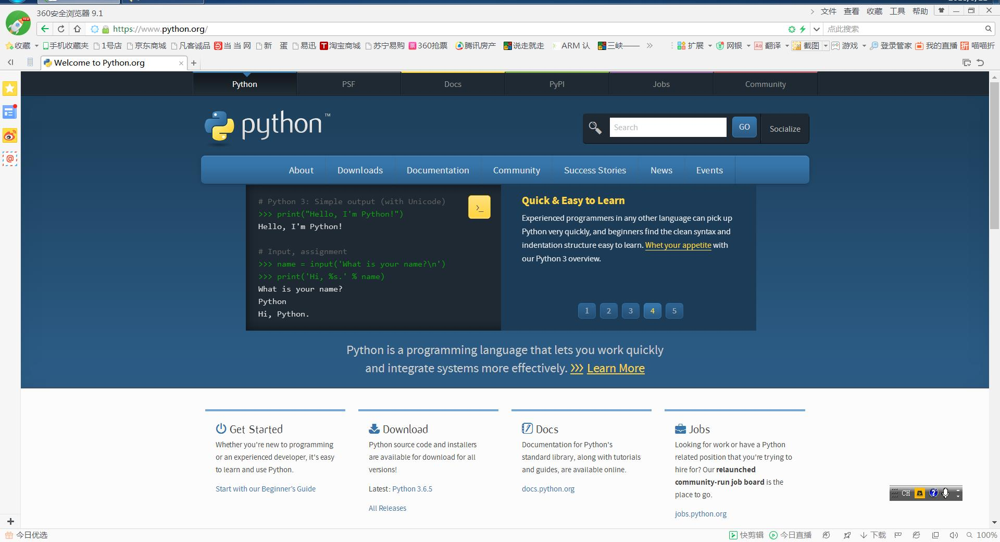 360安全浏览器 9.1
文件 查看 收藏 工具 帮助
https://www.python.org/
点此搜索
收藏 手机收藏夹 1号店 京东商城 凡客诚品 当当网 新 蛋 易迅 淘宝商城 苏宁易购 360抢票 腾讯房产 说走就走 ARM 认 三峡—— 扩展 网银 翻译 截图 游戏 登录管家 我的直播 喵喵折
Welcome to Python.org
Python PSF Docs PyPI Jobs Community
python™
Search GO Socialize
About Downloads Documentation Community Success Stories News Events
# Python 3: Simple output (with Unicode)
>>> print("Hello, I'm Python!")
Hello, I'm Python!
# Input, assignment
>>> name = input('What is your name?\n')
>>> print('Hi, %s.' % name)
What is your name?
Python
Hi, Python.
>_
Quick & Easy to Learn
Experienced programmers in any other language can pick up
Python very quickly, and beginners find the clean syntax and
indentation structure easy to learn. Whet your appetite with
our Python 3 overview.
1 2 3 4 5
Python is a programming language that lets you work quickly
and integrate systems more effectively. >>> Learn More
Get Started
Whether you're new to programming
or an experienced developer, it's easy
to learn and use Python.
Start with our Beginner's Guide
Download
Python source code and installers
are available for download for all
versions!
Latest: Python 3.6.5
All Releases
Docs
Documentation for Python's
standard library, along with tutorials
and guides, are available online.
docs.python.org
Jobs
Looking for work or have a Python
related position that you're trying to
hire for? Our relaunched
community-run job board is the
place to go.
jobs.python.org
CH
今日优选
快剪辑 今日直播 下载 100%